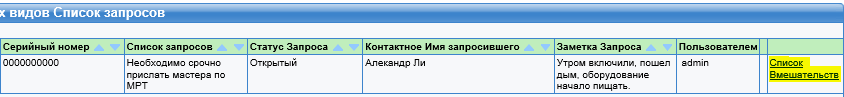 х видов Список запросов
Серийный номер Список запросов Статус Запроса Контактное Имя запросившего Заметка Запроса Пользователем
0000000000 Необходимо срочно Открытый Алекандр Ли Утром включили, пошел admin Список
прислать мастера по дым, оборудование Вмешательств
МРТ начало пищать.